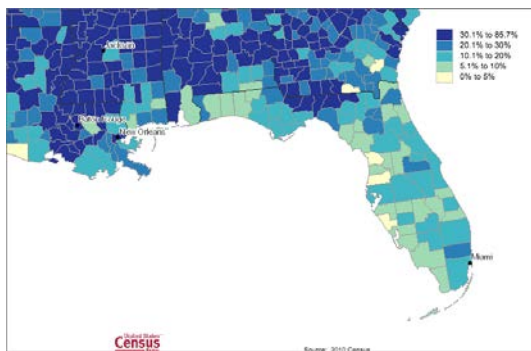 30.1% to 85.7%
20.1% to 30%
10.1% to 20%
5.1% to 10%
0% to 5%
Jackson
Baton Rouge
New Orleans
Miami
United States
Census
Source: 2010 Census